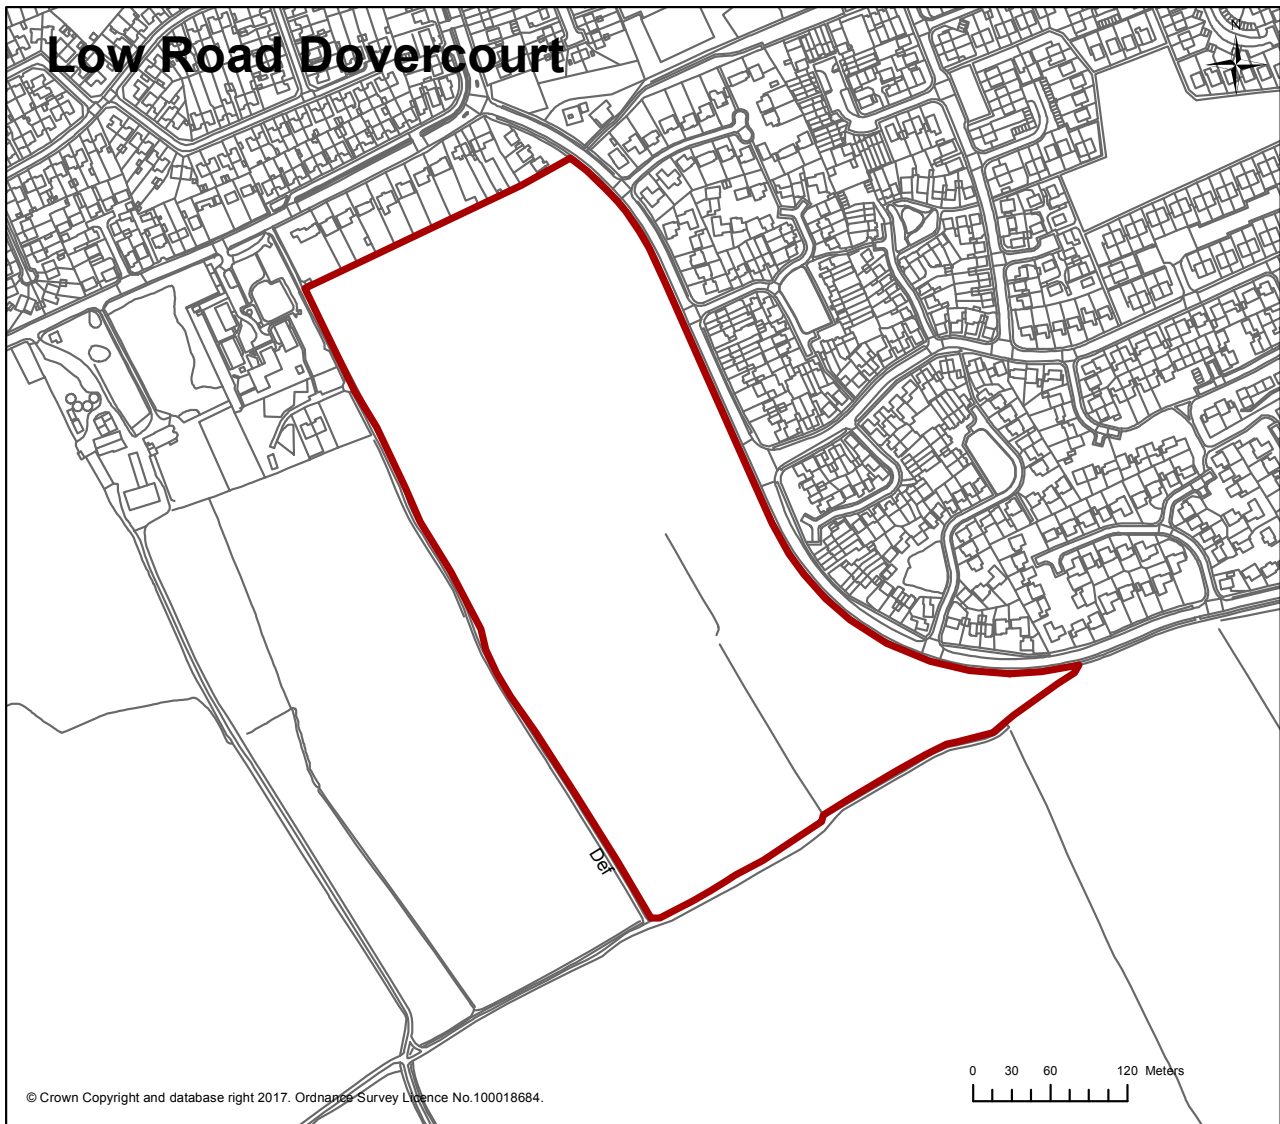 Low Road Dovercourt
N
Def
0 30 60 120 Meters
© Crown Copyright and database right 2017. Ordnance Survey Licence No.100018684.